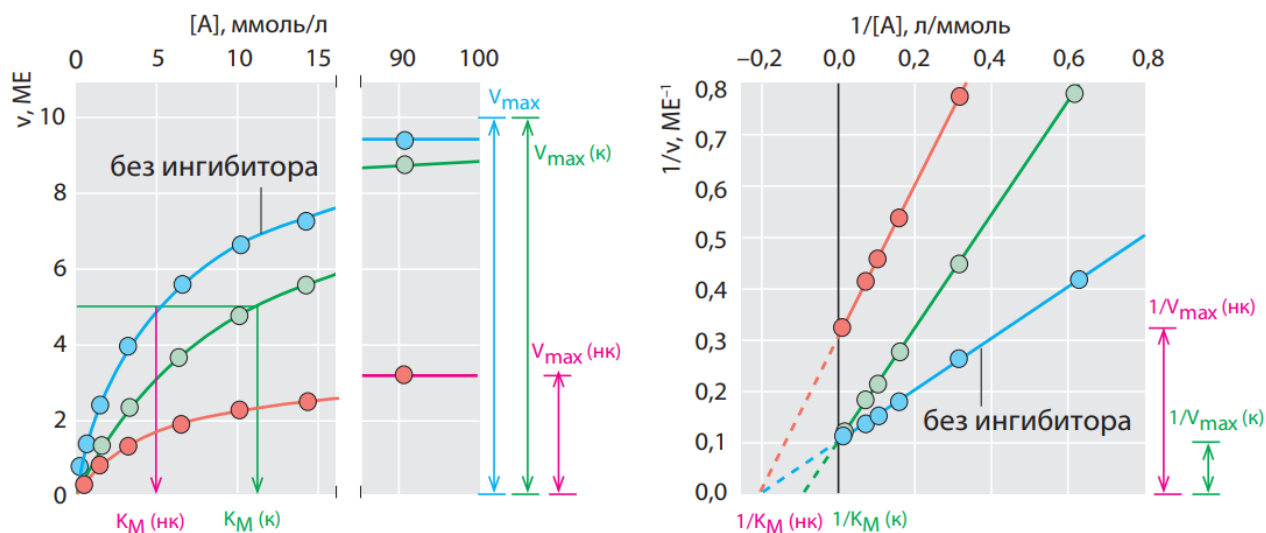 [A], ммоль/л
0 5 10 15 90 100
v, МЕ
10
8
6
4
2
0
без ингибитора
Vmax
Vmax (к)
Vmax (нк)
KM (нк)
KM (к)
1/[A], л/ммоль
−0,2 0,0 0,2 0,4 0,6 0,8
1/v, МЕ⁻¹
0,8
0,7
0,6
0,5
0,4
0,3
0,2
0,1
0,0
без ингибитора
1/Vmax (нк)
1/Vmax (к)
1/KM (нк)
1/KM (к)